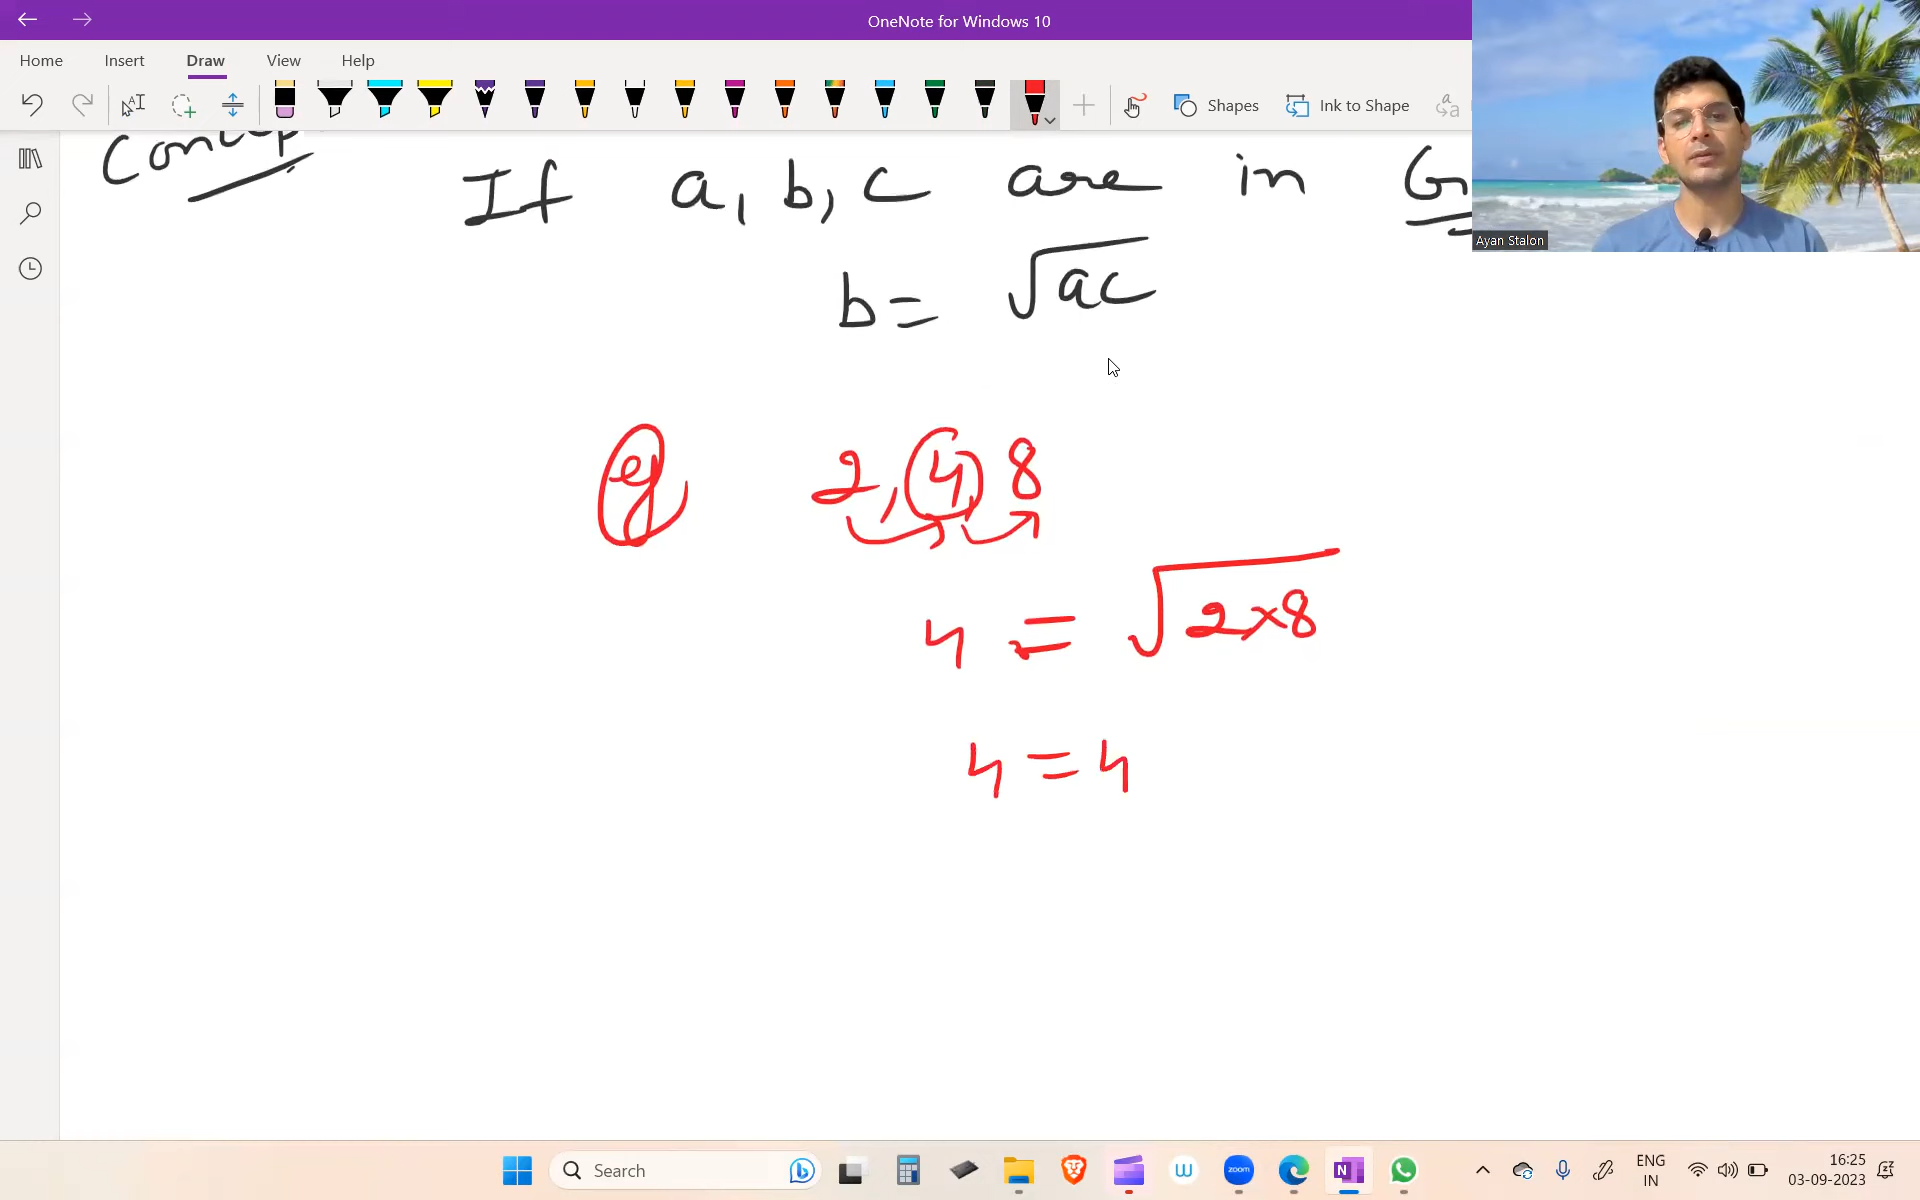 OneNote for Windows 10
Home Insert Draw View Help
Shapes Ink to Shape
If a, b, c are in G
b = √ac
Ayan Stalon
eg 2, 4, 8
4 = √2×8
4 = 4
Search
zoom
ENG
IN
16:25
03-09-2023